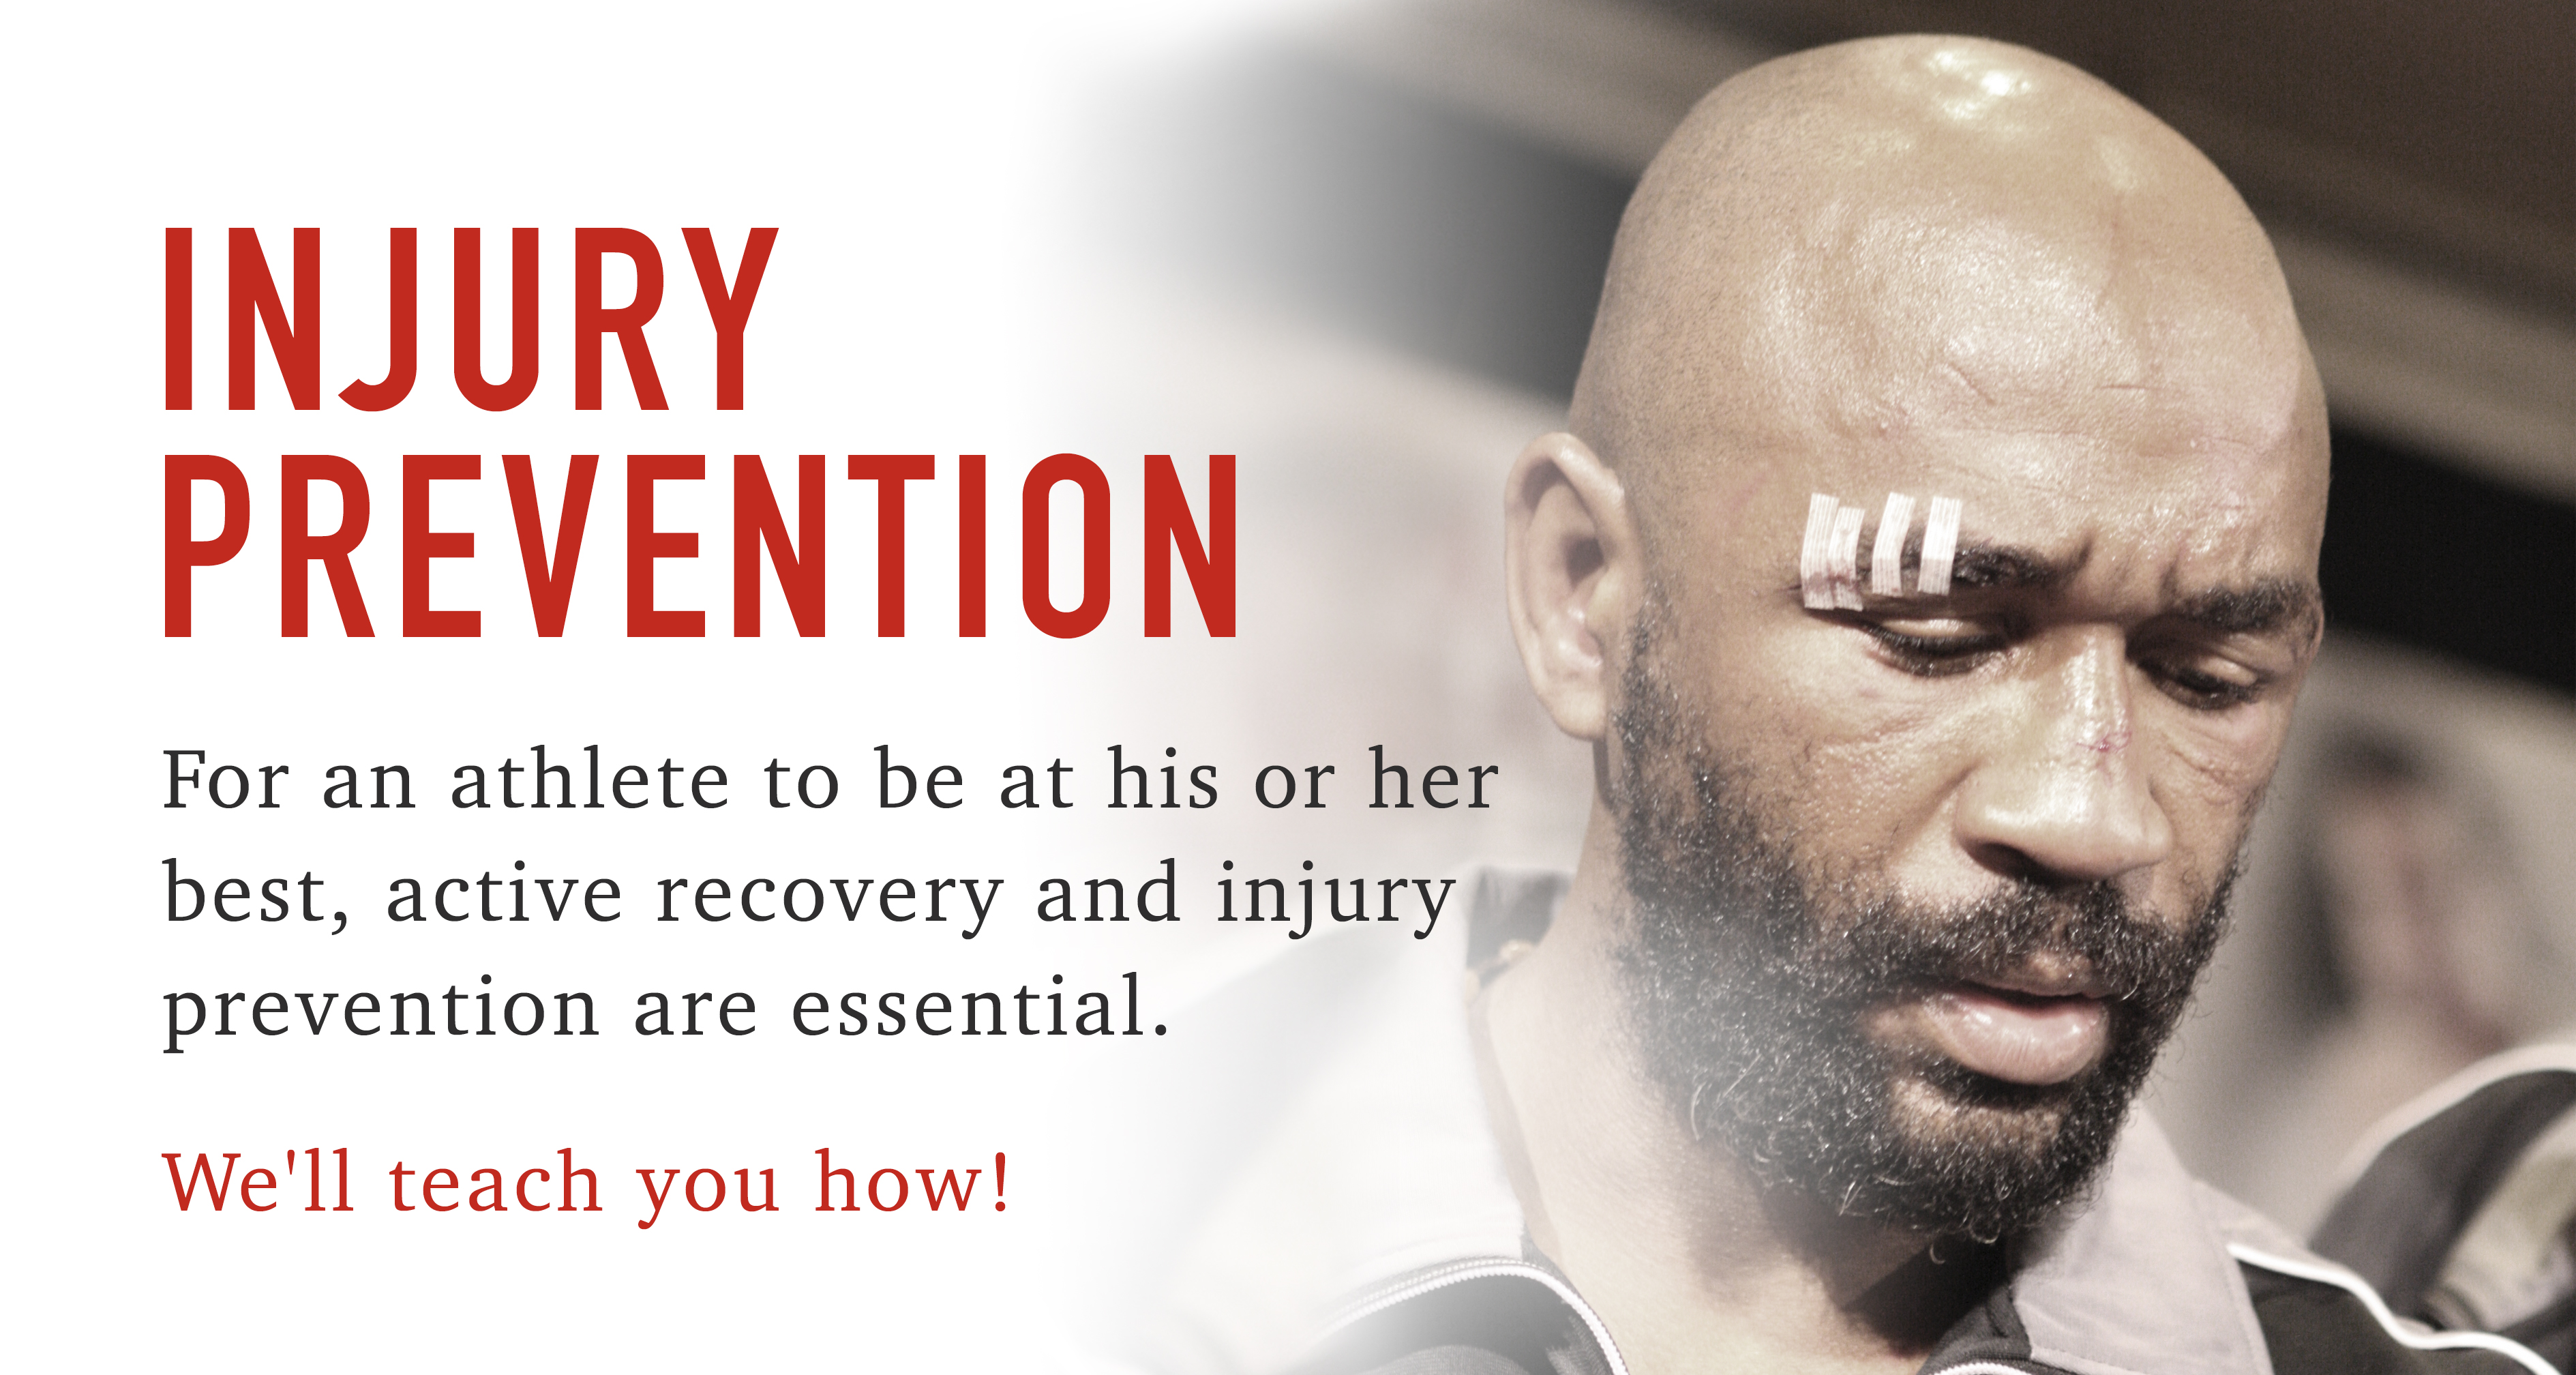 INJURY
PREVENTION
For an athlete to be at his or her
best, active recovery and injury
prevention are essential.
We'll teach you how!